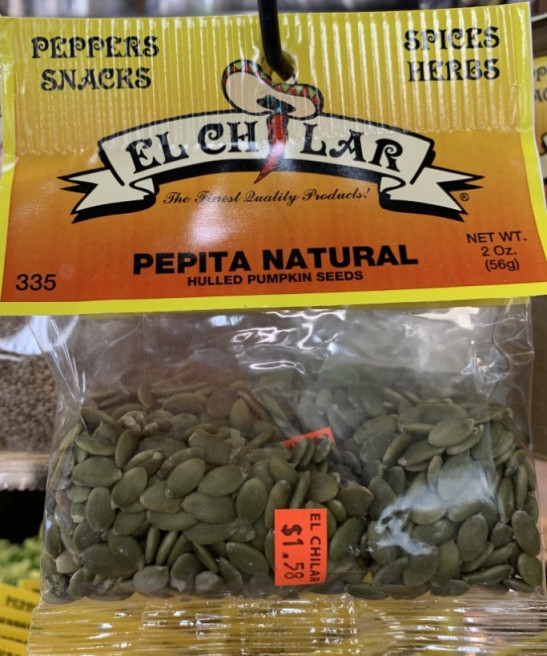 PEPPERS
SNACKS
SPICES
HERBS
EL CHILAR
®
The Finest Quality Products!
PEPITA NATURAL
HULLED PUMPKIN SEEDS
NET WT.
2 Oz.
(56g)
335
EL CHILAR
$1.58